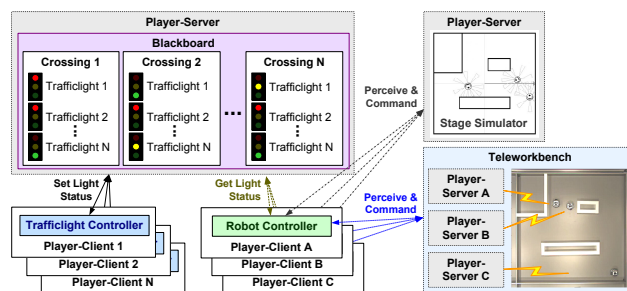 Player-Server
Blackboard
Crossing 1
Trafficlight 1
Trafficlight 2
Trafficlight N
Crossing 2
Trafficlight 1
Trafficlight 2
Trafficlight N
...
Crossing N
Trafficlight 1
Trafficlight 2
Trafficlight N
Player-Server
Stage Simulator
Perceive &
Command
Set Light
Status
Get Light
Status
Perceive &
Command
Trafficlight Controller
Player-Client 1
Player-Client 2
Player-Client N
Robot Controller
Player-Client A
Player-Client B
Player-Client C
Teleworkbench
Player-
Server A
Player-
Server B
Player-
Server C